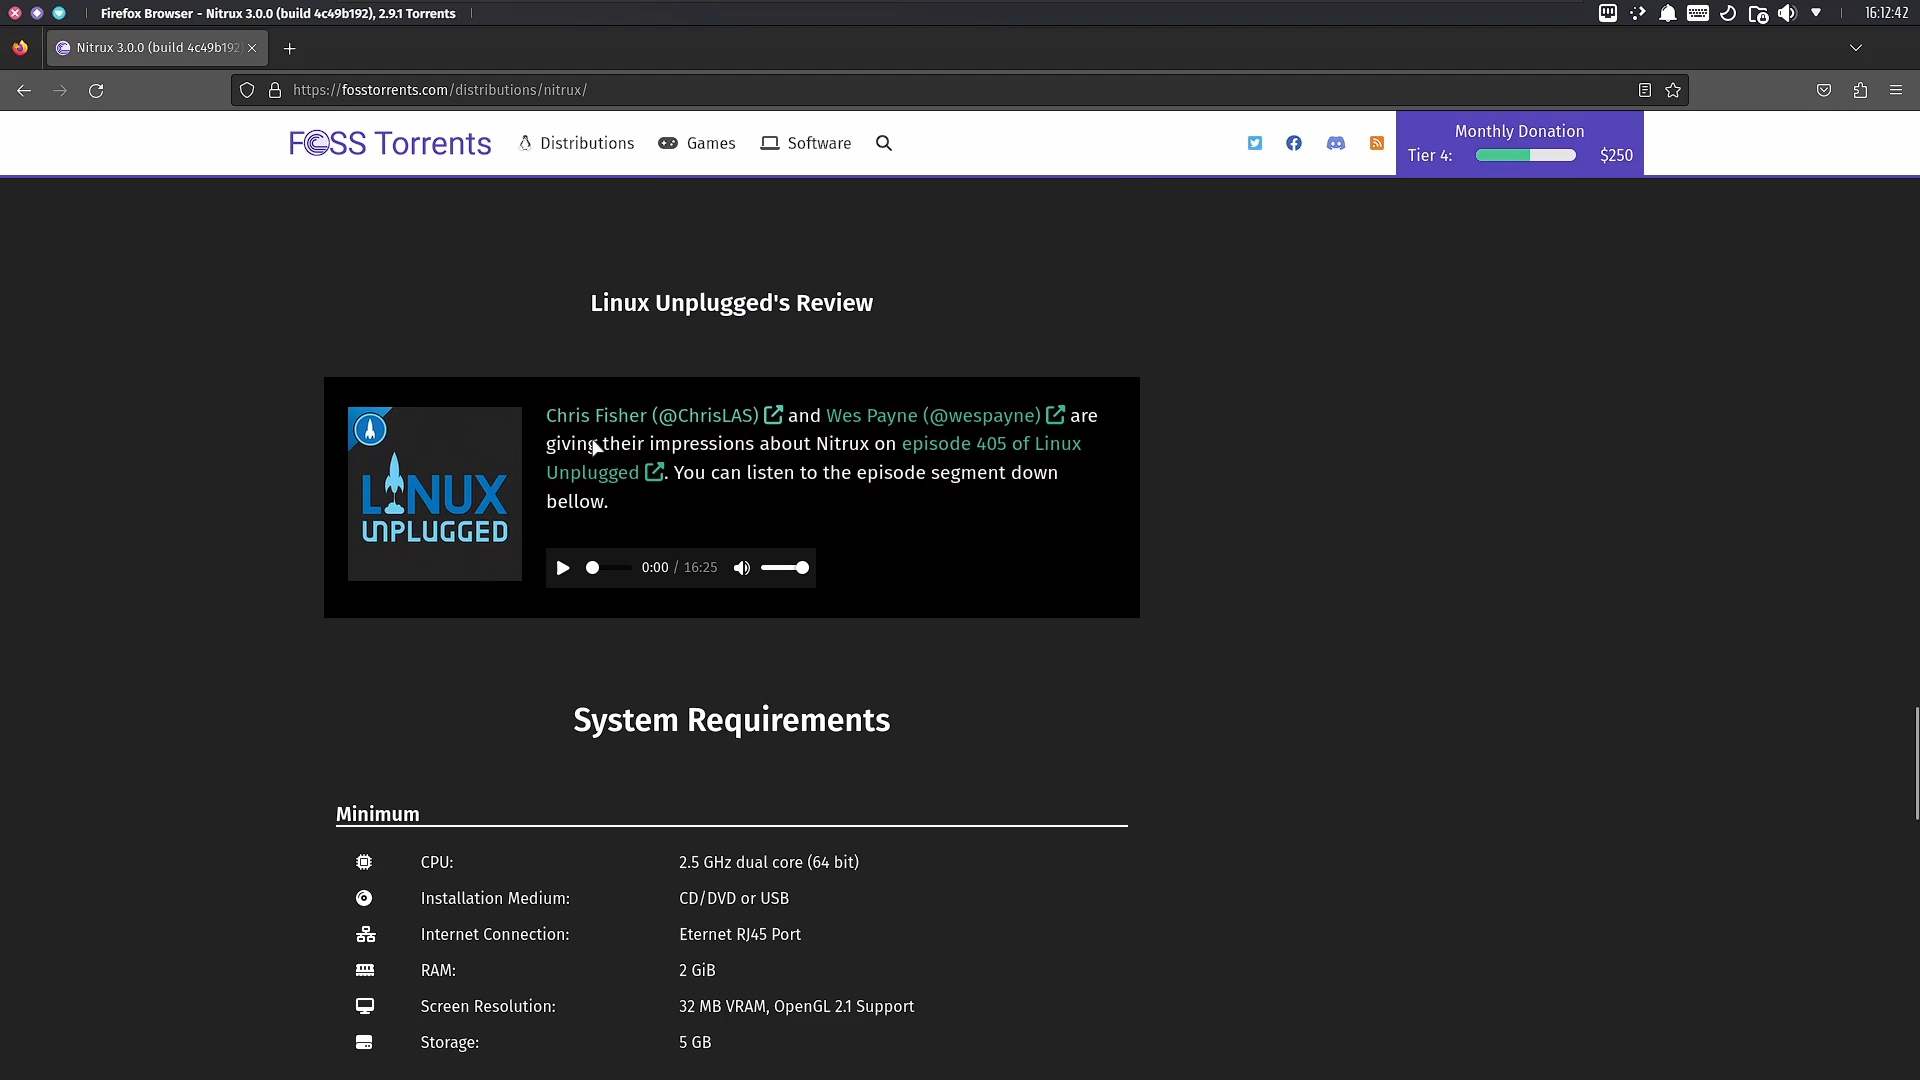 Firefox Browser - Nitrux 3.0.0 (build 4c49b192), 2.9.1 Torrents
16:12:42
Nitrux 3.0.0 (build 4c49b192)
https://fosstorrents.com/distributions/nitrux/
FOSS Torrents
Distributions
Games
Software
Monthly Donation
Tier 4:
$250
Linux Unplugged's Review
LINUX
UNPLUGGED
Chris Fisher (@ChrisLAS) and Wes Payne (@wespayne) are
giving their impressions about Nitrux on episode 405 of Linux
Unplugged. You can listen to the episode segment down
bellow.
0:00 / 16:25
System Requirements
Minimum
CPU: 2.5 GHz dual core (64 bit)
Installation Medium: CD/DVD or USB
Internet Connection: Eternet RJ45 Port
RAM: 2 GiB
Screen Resolution: 32 MB VRAM, OpenGL 2.1 Support
Storage: 5 GB